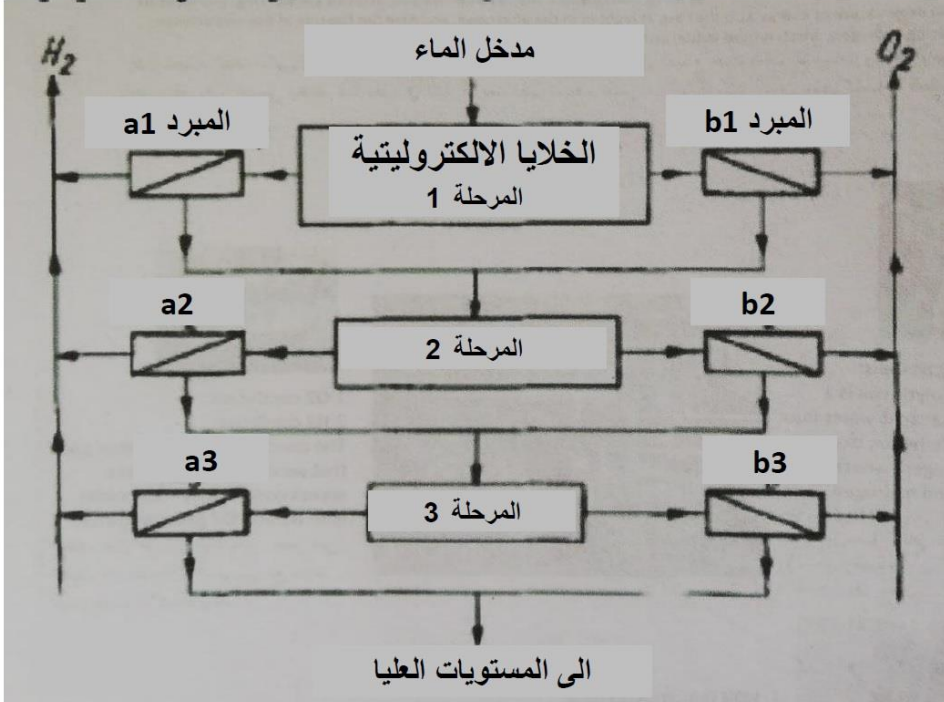 مدخل الماء
H2
O2
المبرد a1
المبرد b1
الخلايا الالكتروليتية
المرحلة 1
a2
b2
المرحلة 2
a3
b3
المرحلة 3
الى المستويات العليا